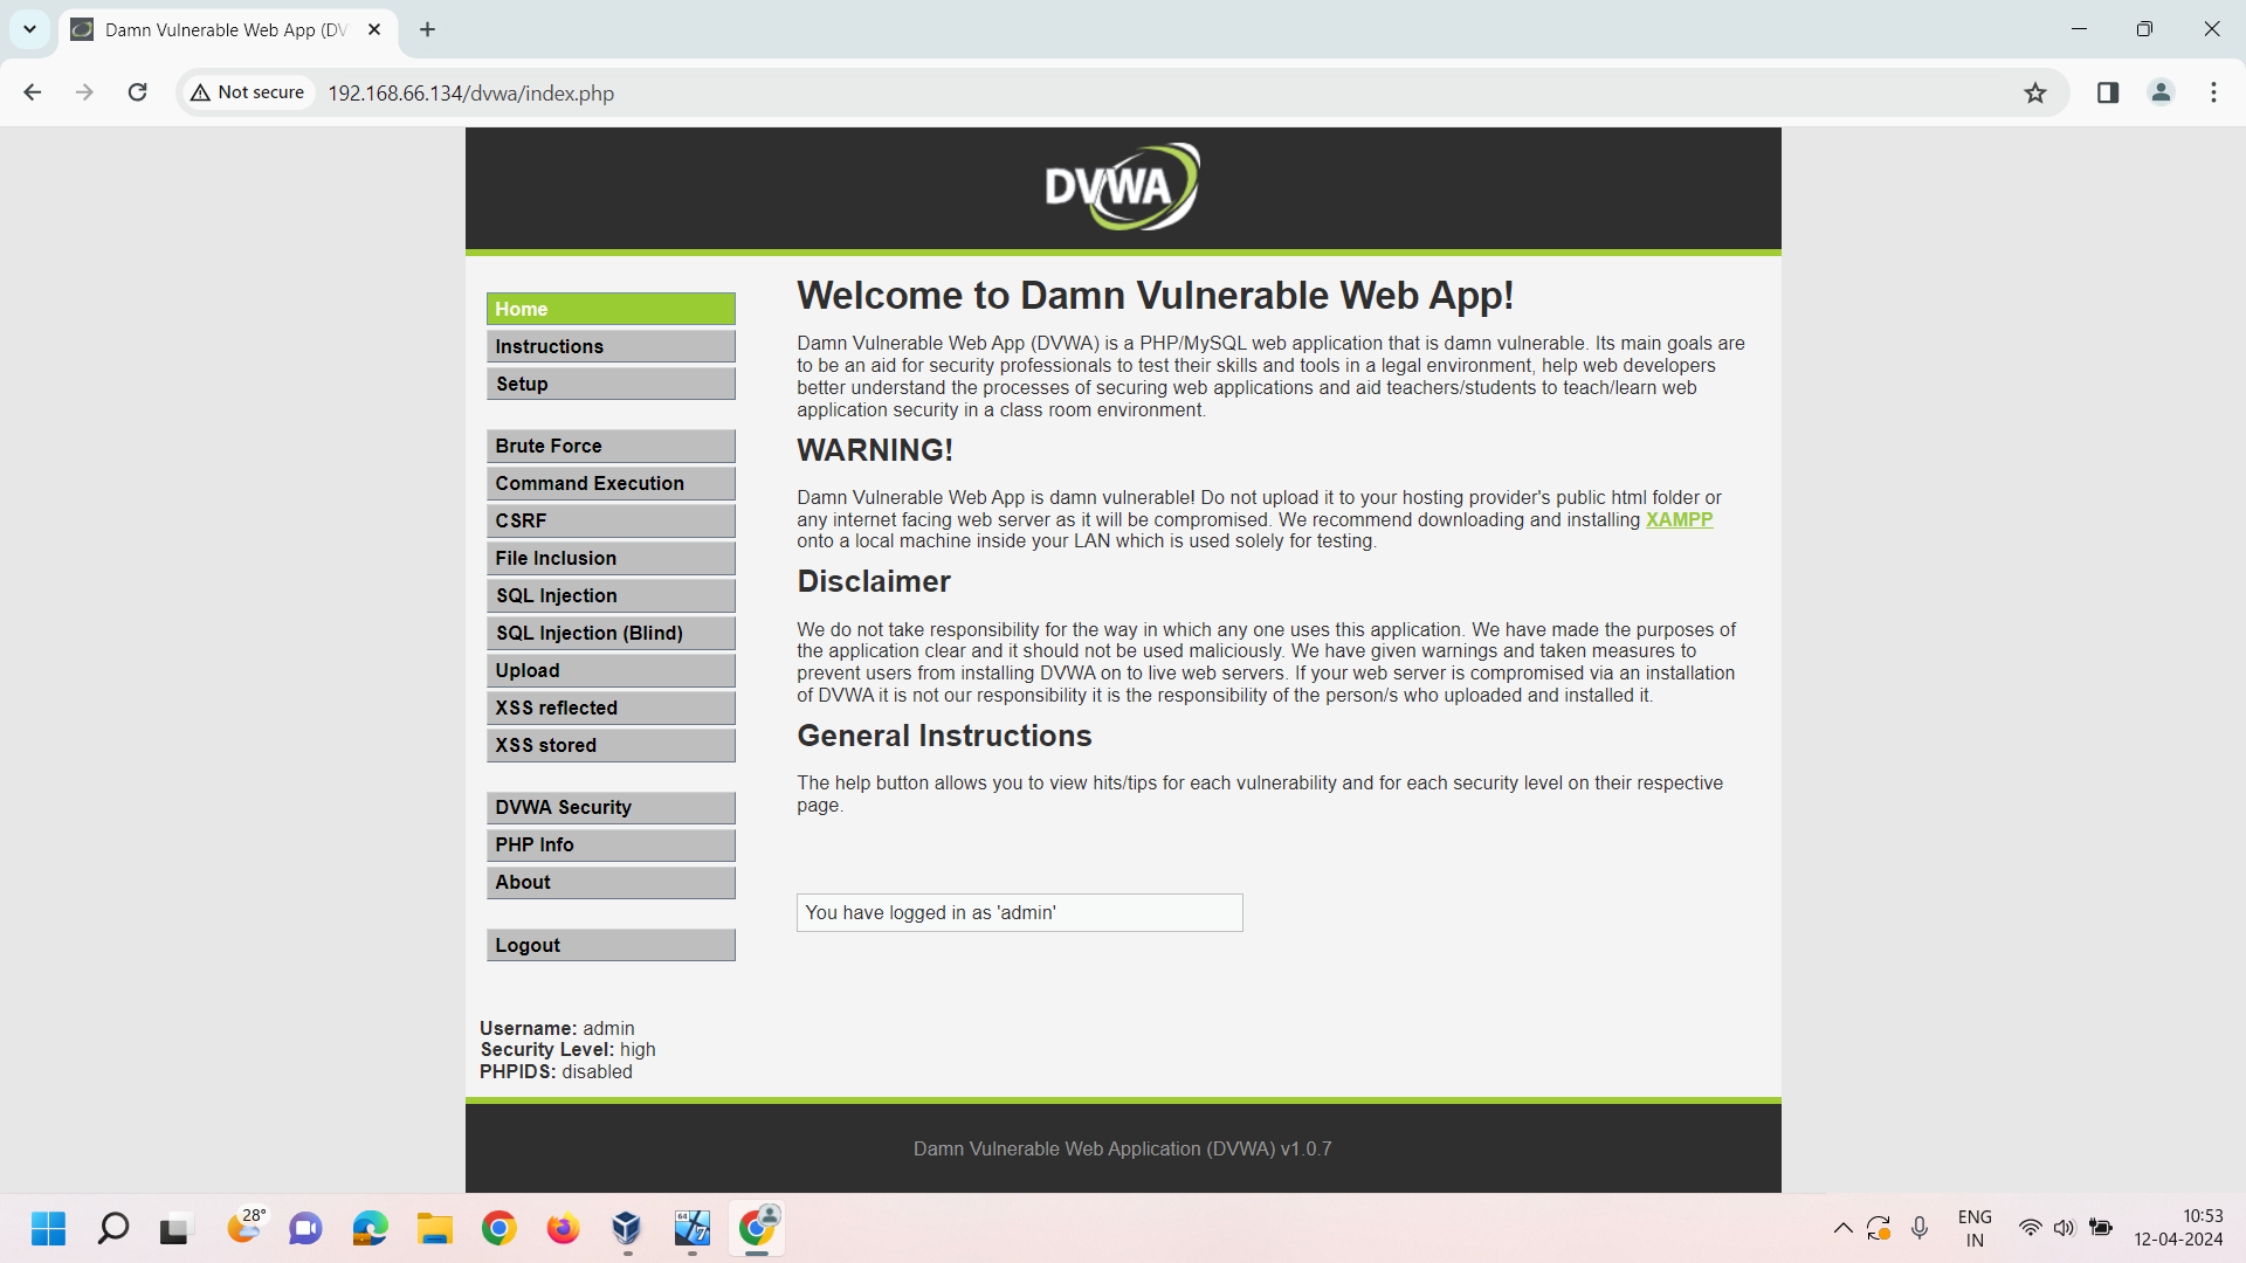 Damn Vulnerable Web App (DV
Not secure
192.168.66.134/dvwa/index.php
DVWA
Home
Instructions
Setup
Brute Force
Command Execution
CSRF
File Inclusion
SQL Injection
SQL Injection (Blind)
Upload
XSS reflected
XSS stored
DVWA Security
PHP Info
About
Logout
Username: admin
Security Level: high
PHPIDS: disabled
Welcome to Damn Vulnerable Web App!
Damn Vulnerable Web App (DVWA) is a PHP/MySQL web application that is damn vulnerable. Its main goals are
to be an aid for security professionals to test their skills and tools in a legal environment, help web developers
better understand the processes of securing web applications and aid teachers/students to teach/learn web
application security in a class room environment.
WARNING!
Damn Vulnerable Web App is damn vulnerable! Do not upload it to your hosting provider's public html folder or
any internet facing web server as it will be compromised. We recommend downloading and installing XAMPP
onto a local machine inside your LAN which is used solely for testing.
Disclaimer
We do not take responsibility for the way in which any one uses this application. We have made the purposes of
the application clear and it should not be used maliciously. We have given warnings and taken measures to
prevent users from installing DVWA on to live web servers. If your web server is compromised via an installation
of DVWA it is not our responsibility it is the responsibility of the person/s who uploaded and installed it.
General Instructions
The help button allows you to view hits/tips for each vulnerability and for each security level on their respective
page.
You have logged in as 'admin'
Damn Vulnerable Web Application (DVWA) v1.0.7
28°
64
7
ENG
IN
10:53
12-04-2024